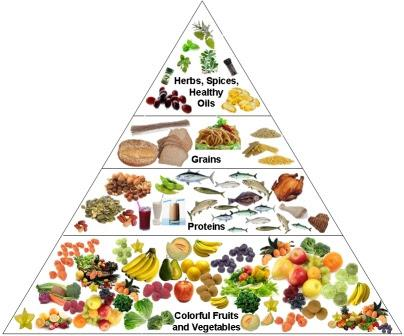 Herbs, Spices,
Healthy
Oils
Grains
Proteins
Colorful Fruits
and Vegetables